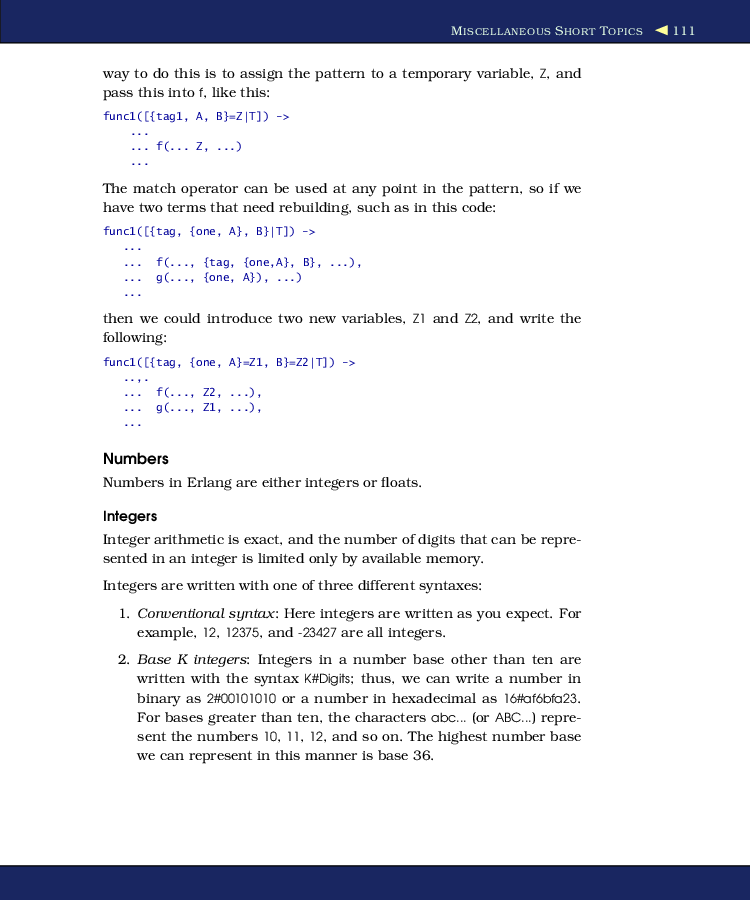 MISCELLANEOUS SHORT TOPICS ◀ 111
way to do this is to assign the pattern to a temporary variable, Z, and
pass this into f, like this:
func1([{tag1, A, B}=Z|T]) ->
...
... f(... Z, ...)
...
The match operator can be used at any point in the pattern, so if we
have two terms that need rebuilding, such as in this code:
func1([{tag, {one, A}, B}|T]) ->
...
... f(..., {tag, {one,A}, B}, ...),
... g(..., {one, A}), ...)
...
then we could introduce two new variables, Z1 and Z2, and write the
following:
func1([{tag, {one, A}=Z1, B}=Z2|T]) ->
..,.
... f(..., Z2, ...),
... g(..., Z1, ...),
...
Numbers
Numbers in Erlang are either integers or floats.
Integers
Integer arithmetic is exact, and the number of digits that can be repre-
sented in an integer is limited only by available memory.
Integers are written with one of three different syntaxes:
1. Conventional syntax: Here integers are written as you expect. For
example, 12, 12375, and -23427 are all integers.
2. Base K integers: Integers in a number base other than ten are
written with the syntax K#Digits; thus, we can write a number in
binary as 2#00101010 or a number in hexadecimal as 16#af6bfa23.
For bases greater than ten, the characters abc... (or ABC...) repre-
sent the numbers 10, 11, 12, and so on. The highest number base
we can represent in this manner is base 36.